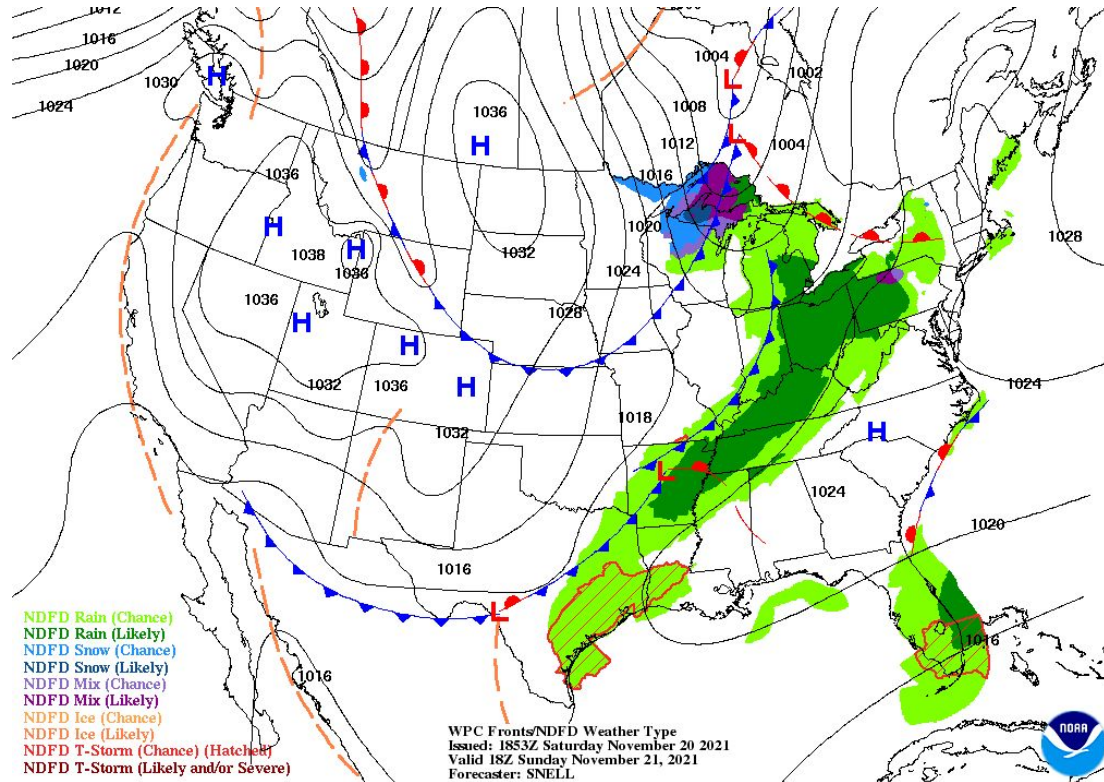 1012
1016
1020
1024
1030
H
1036
H
1004
L
1002
1008
L
1012
1004
1016
1036
H
1038
H
1036
1032
1020
1024
1028
1028
1036
H
H
1032
1036
H
1032
1018
1024
H
L
1024
1020
1016
L
1016
1016
NDFD Rain (Chance)
NDFD Rain (Likely)
NDFD Snow (Chance)
NDFD Snow (Likely)
NDFD Mix (Chance)
NDFD Mix (Likely)
NDFD Ice (Chance)
NDFD Ice (Likely)
NDFD T-Storm (Chance) (Hatched)
NDFD T-Storm (Likely and/or Severe)
WPC Fronts/NDFD Weather Type
Issued: 1853Z Saturday November 20 2021
Valid 18Z Sunday November 21, 2021
Forecaster: SNELL
NOAA